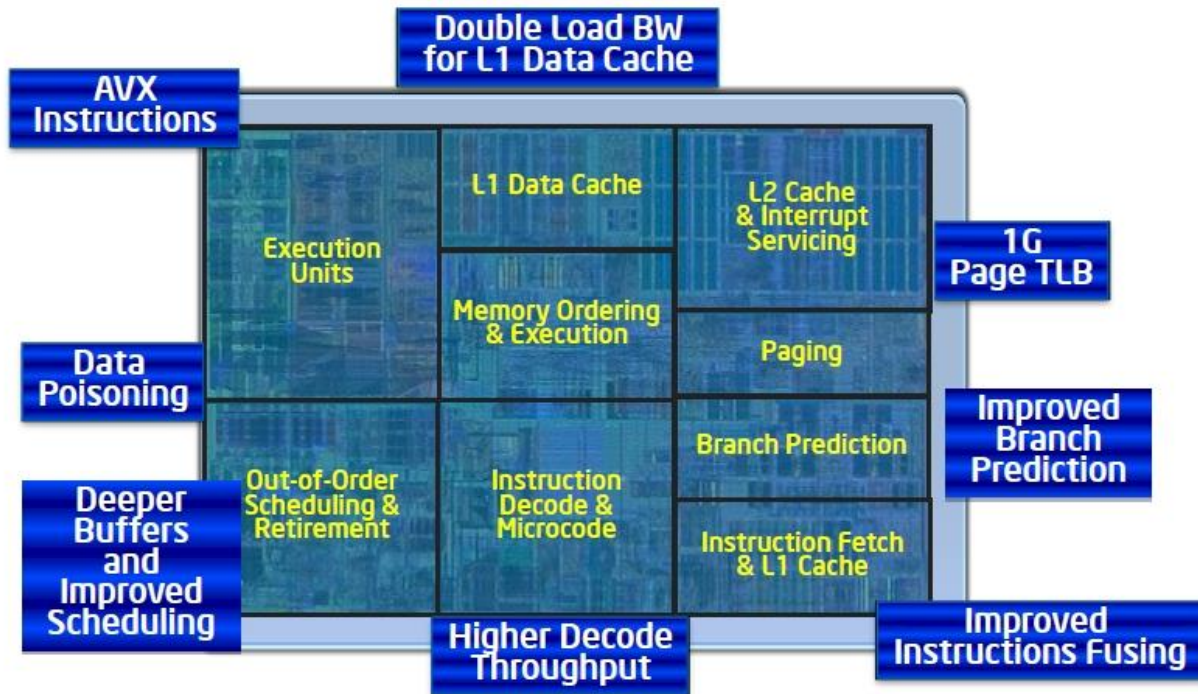 Double Load BW
for L1 Data Cache
AVX
Instructions
L1 Data Cache
L2 Cache
& Interrupt
Servicing
Execution
Units
1G
Page TLB
Memory Ordering
& Execution
Paging
Data
Poisoning
Improved
Branch
Prediction
Branch Prediction
Out-of-Order
Scheduling &
Retirement
Instruction
Decode &
Microcode
Deeper
Buffers
and
Improved
Scheduling
Instruction Fetch
& L1 Cache
Higher Decode
Throughput
Improved
Instructions Fusing